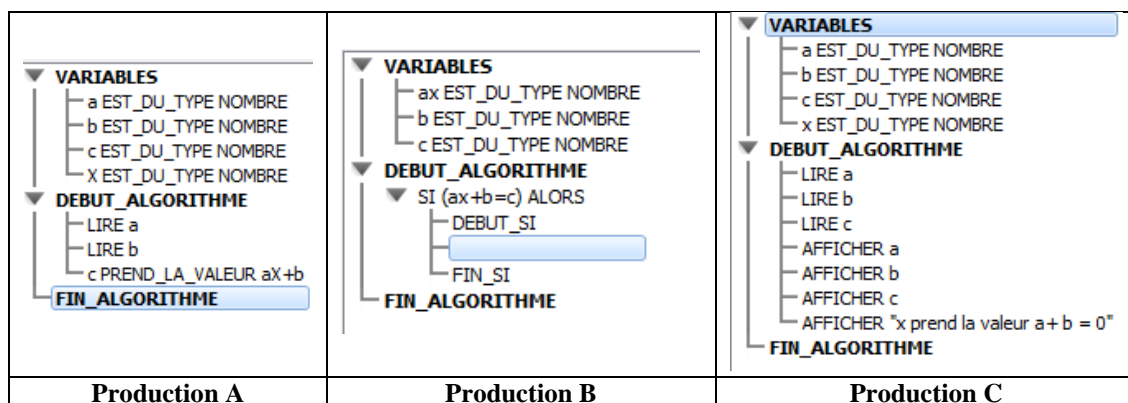 VARIABLES
a EST_DU_TYPE NOMBRE
b EST_DU_TYPE NOMBRE
c EST_DU_TYPE NOMBRE
X EST_DU_TYPE NOMBRE
DEBUT_ALGORITHME
LIRE a
LIRE b
c PREND_LA_VALEUR aX+b
FIN_ALGORITHME
Production A
VARIABLES
ax EST_DU_TYPE NOMBRE
b EST_DU_TYPE NOMBRE
c EST_DU_TYPE NOMBRE
DEBUT_ALGORITHME
SI (ax+b=c) ALORS
DEBUT_SI
FIN_SI
FIN_ALGORITHME
Production B
VARIABLES
a EST_DU_TYPE NOMBRE
b EST_DU_TYPE NOMBRE
c EST_DU_TYPE NOMBRE
x EST_DU_TYPE NOMBRE
DEBUT_ALGORITHME
LIRE a
LIRE b
LIRE c
AFFICHER a
AFFICHER b
AFFICHER c
AFFICHER "x prend la valeur a+ b = 0"
FIN_ALGORITHME
Production C